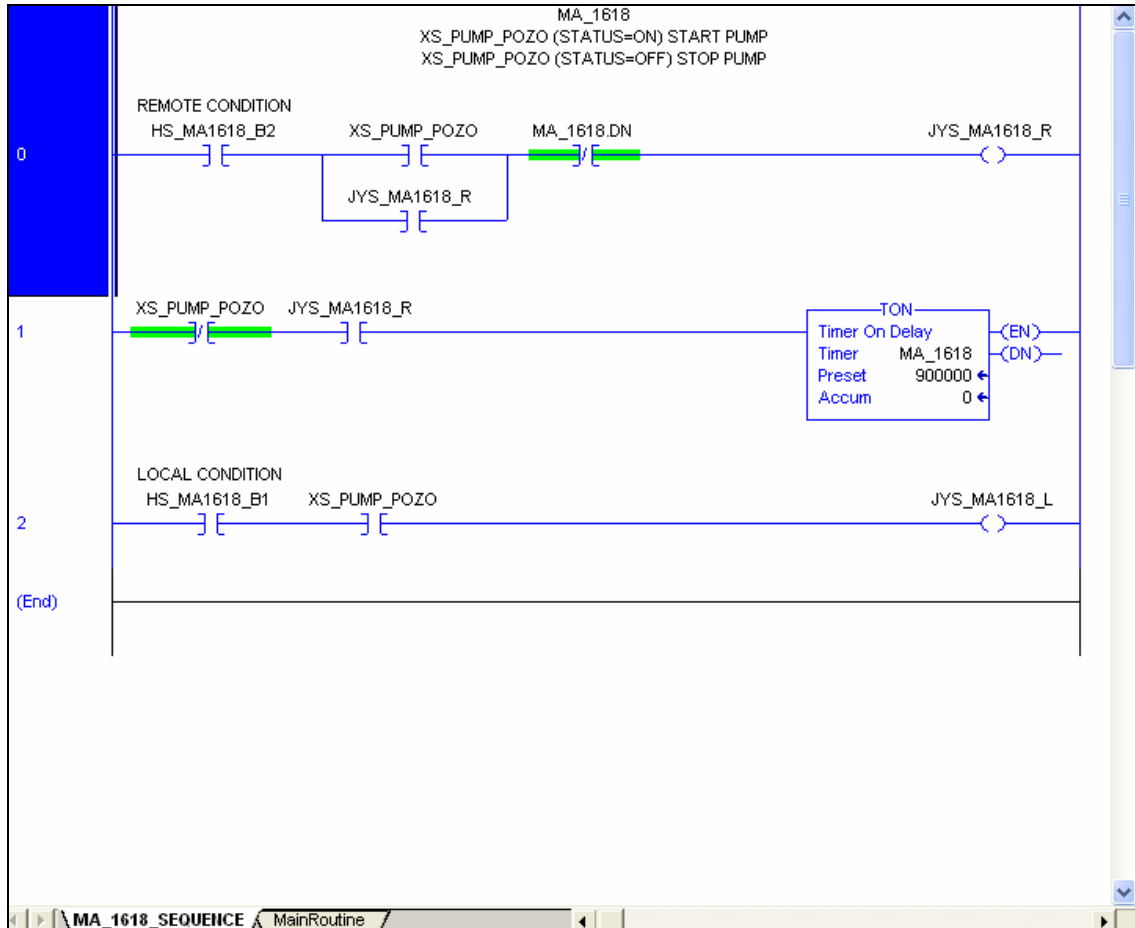 MA_1618
XS_PUMP_POZO (STATUS=ON) START PUMP
XS_PUMP_POZO (STATUS=OFF) STOP PUMP
REMOTE CONDITION
HS_MA1618_B2 XS_PUMP_POZO MA_1618.DN JYS_MA1618_R
0
JYS_MA1618_R
XS_PUMP_POZO JYS_MA1618_R
1
TON
Timer On Delay (EN)
Timer MA_1618 (DN)
Preset 900000
Accum 0
LOCAL CONDITION
HS_MA1618_B1 XS_PUMP_POZO JYS_MA1618_L
2
(End)
MA_1618_SEQUENCE MainRoutine